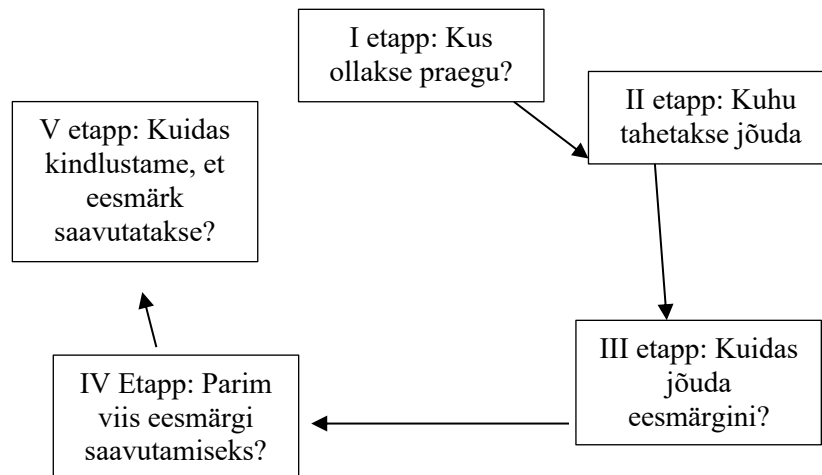 I etapp: Kus
ollakse praegu?
II etapp: Kuhu
tahetakse jõuda
III etapp: Kuidas
jõuda
eesmärgini?
IV Etapp: Parim
viis eesmärgi
saavutamiseks?
V etapp: Kuidas
kindlustame, et
eesmärk
saavutatakse?